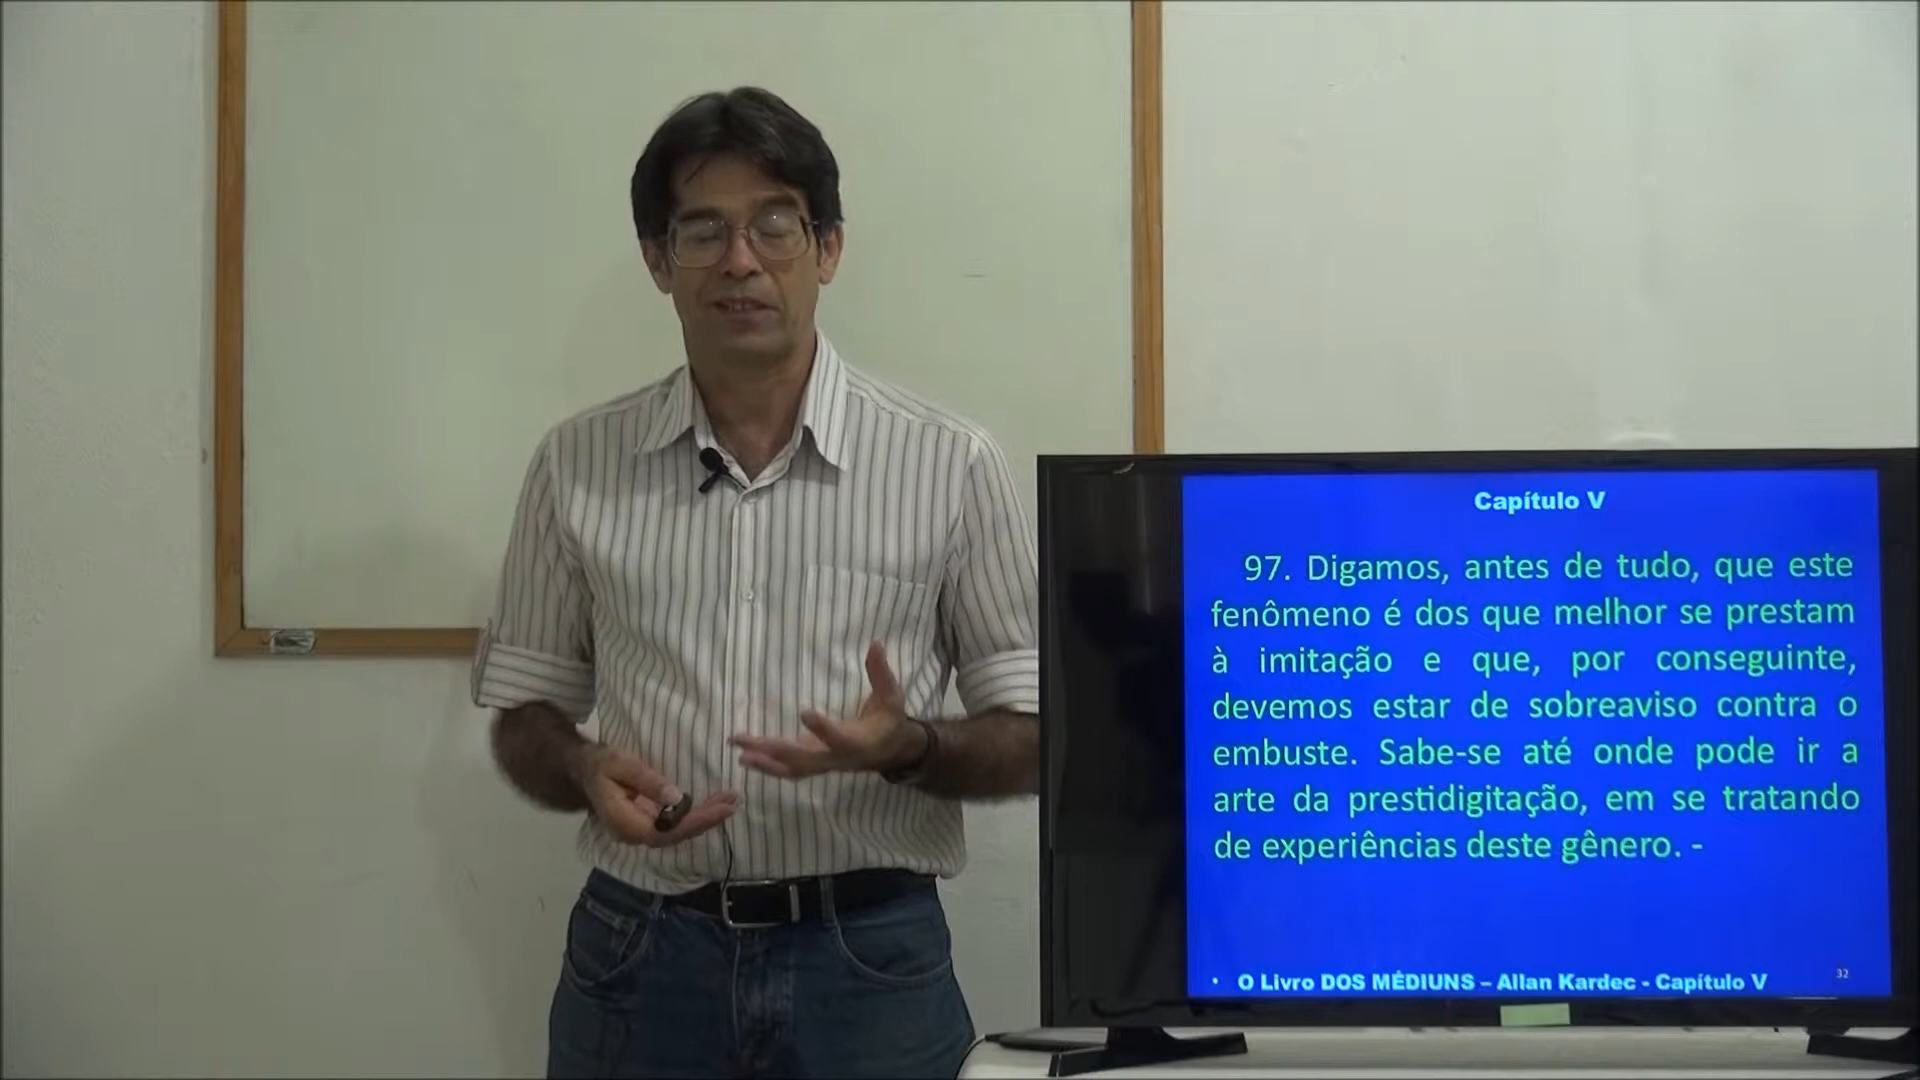 Capítulo V
97. Digamos, antes de tudo, que este
fenômeno é dos que melhor se prestam
à imitação e que, por conseguinte,
devemos estar de sobreaviso contra o
embuste. Sabe-se até onde pode ir a
arte da prestidigitação, em se tratando
de experiências deste gênero. -
• O Livro DOS MÉDIUNS – Allan Kardec - Capítulo V
32